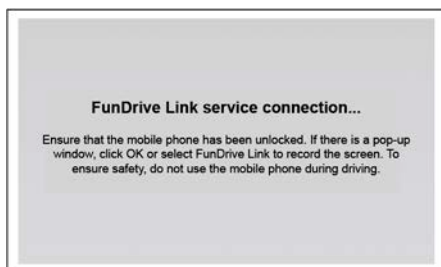 FunDrive Link service connection...
Ensure that the mobile phone has been unlocked. If there is a pop-up
window, click OK or select FunDrive Link to record the screen. To
ensure safety, do not use the mobile phone during driving.